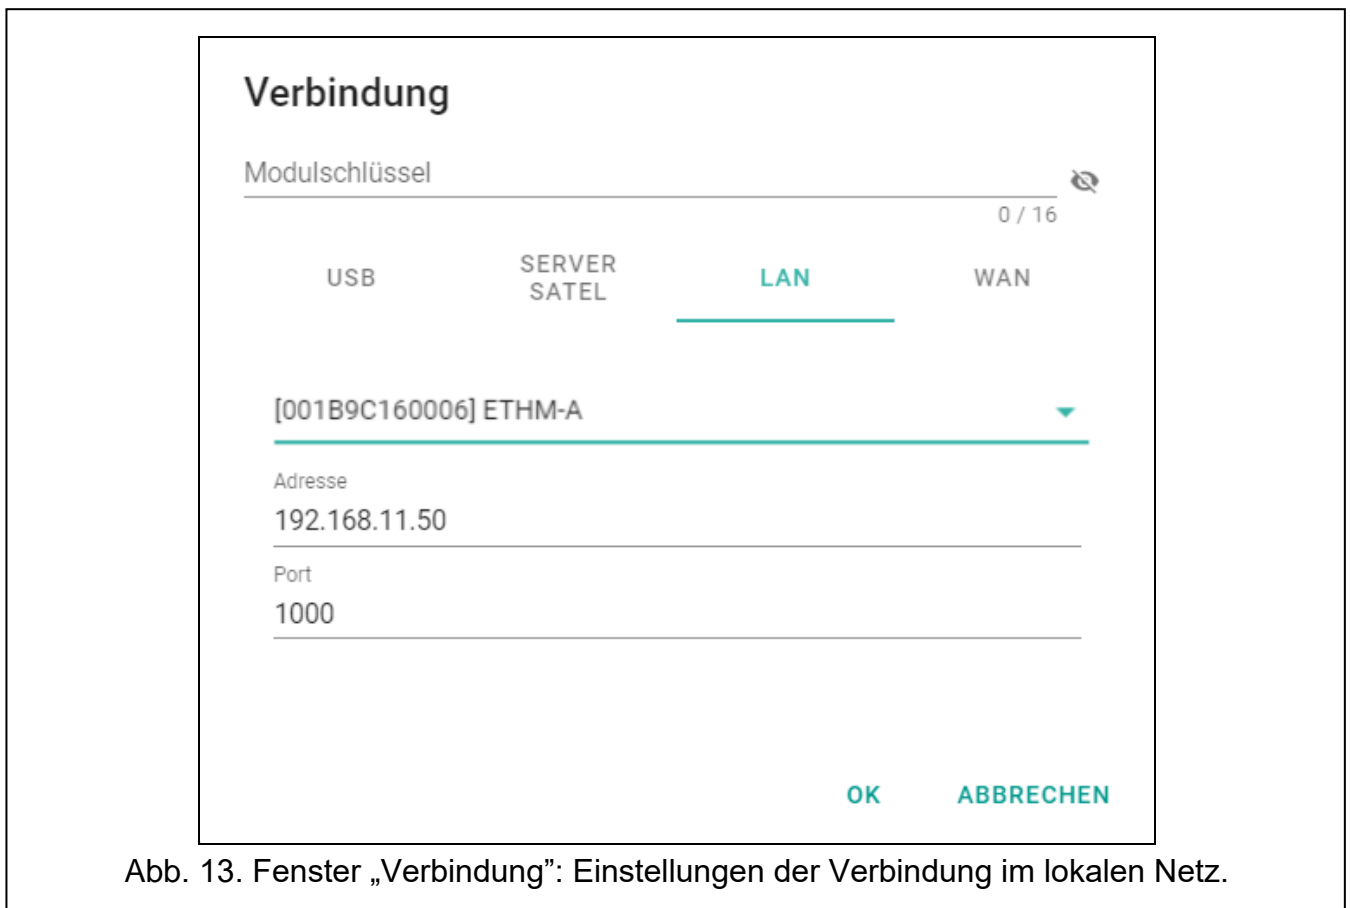 Verbindung
Modulschlüssel
0 / 16
USB
SERVER
SATEL
LAN
WAN
[001B9C160006] ETHM-A
Adresse
192.168.11.50
Port
1000
OK
ABBRECHEN
Abb. 13. Fenster „Verbindung”: Einstellungen der Verbindung im lokalen Netz.